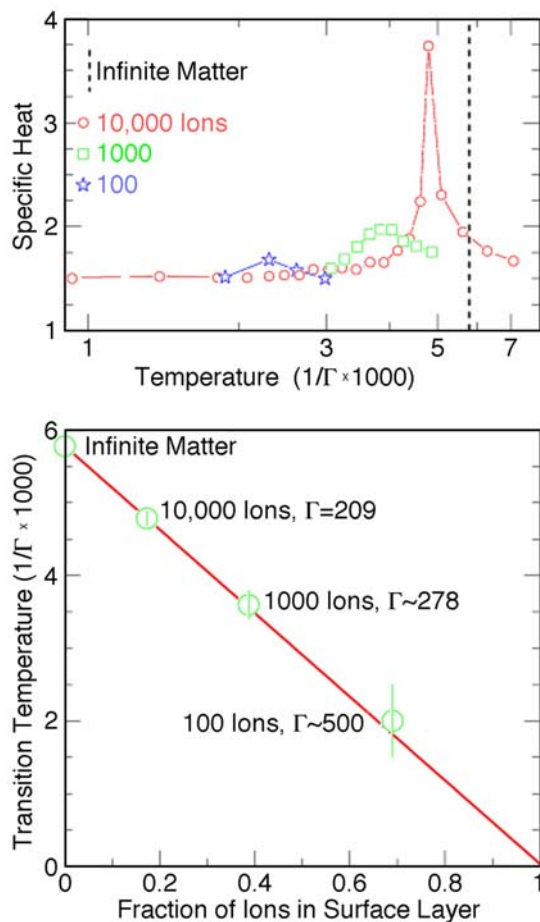 4
Infinite Matter
3
10,000 Ions
1000
100
2
1
Specific Heat
1 3 5 7
Temperature (1/Γ × 1000)
6
Infinite Matter
10,000 Ions, Γ=209
4
1000 Ions, Γ~278
2
100 Ions, Γ~500
0
Transition Temperature (1/Γ × 1000)
0 0.2 0.4 0.6 0.8 1
Fraction of Ions in Surface Layer